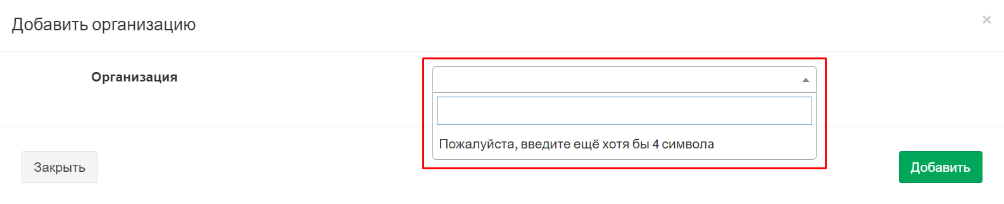 Добавить организацию
×
Организация
Пожалуйста, введите ещё хотя бы 4 символа
Закрыть
Добавить